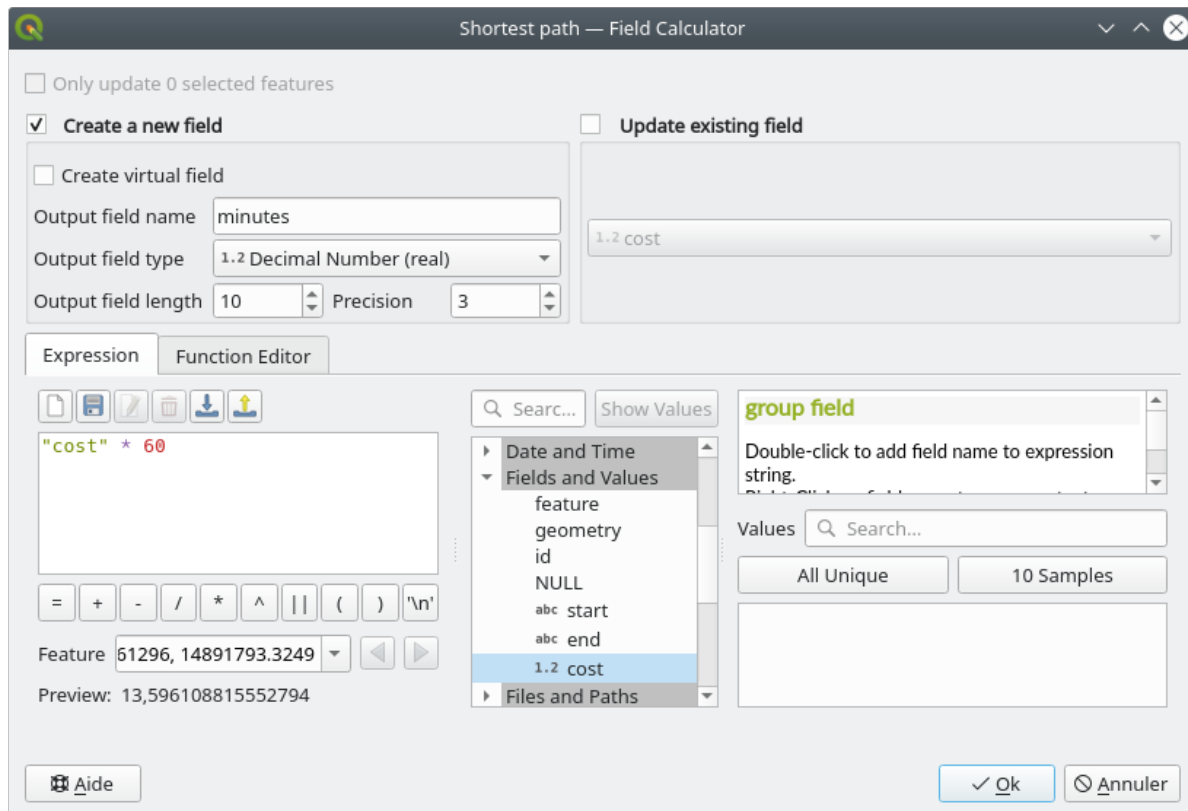 Shortest path — Field Calculator
Only update 0 selected features
Create a new field
Update existing field
Create virtual field
Output field name minutes
1.2 cost
Output field type 1.2 Decimal Number (real)
Output field length 10 Precision 3
Expression Function Editor
Searc... Show Values
group field
"cost" * 60
Date and Time
Fields and Values
feature
geometry
id
NULL
abc start
abc end
1.2 cost
Files and Paths
Double-click to add field name to expression
string.
Values Search...
All Unique 10 Samples
= + - / * ^ || ( ) '\n'
Feature 61296, 14891793.3249
Preview: 13,596108815552794
Aide
Ok
Annuler